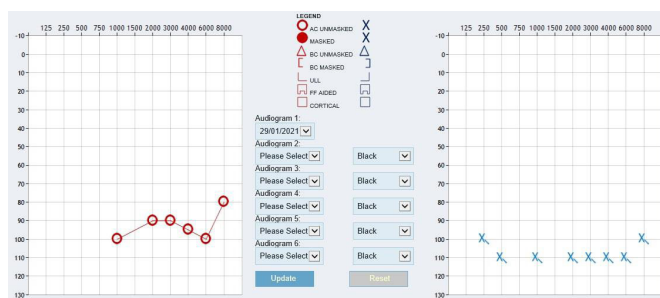 LEGEND
AC UNMASKED X
MASKED X
BC UNMASKED
BC MASKED
ULL
FF AIDED
CORTICAL
125 250 500 1000 2000 3000 4000 6000 8000
-10
0
10
20
30
40
50
60
70
80
90
100
110
120
130
Audiogram 1:
29/01/2021
Audiogram 2:
Please Select Black
Audiogram 3:
Please Select Black
Audiogram 4:
Please Select Black
Audiogram 5:
Please Select Black
Audiogram 6:
Please Select Black
Update Reset
125 250 500 1000 1500 2000 3000 4000 6000 8000
-10
0
10
20
30
40
50
60
70
80
90
100
110
120
130